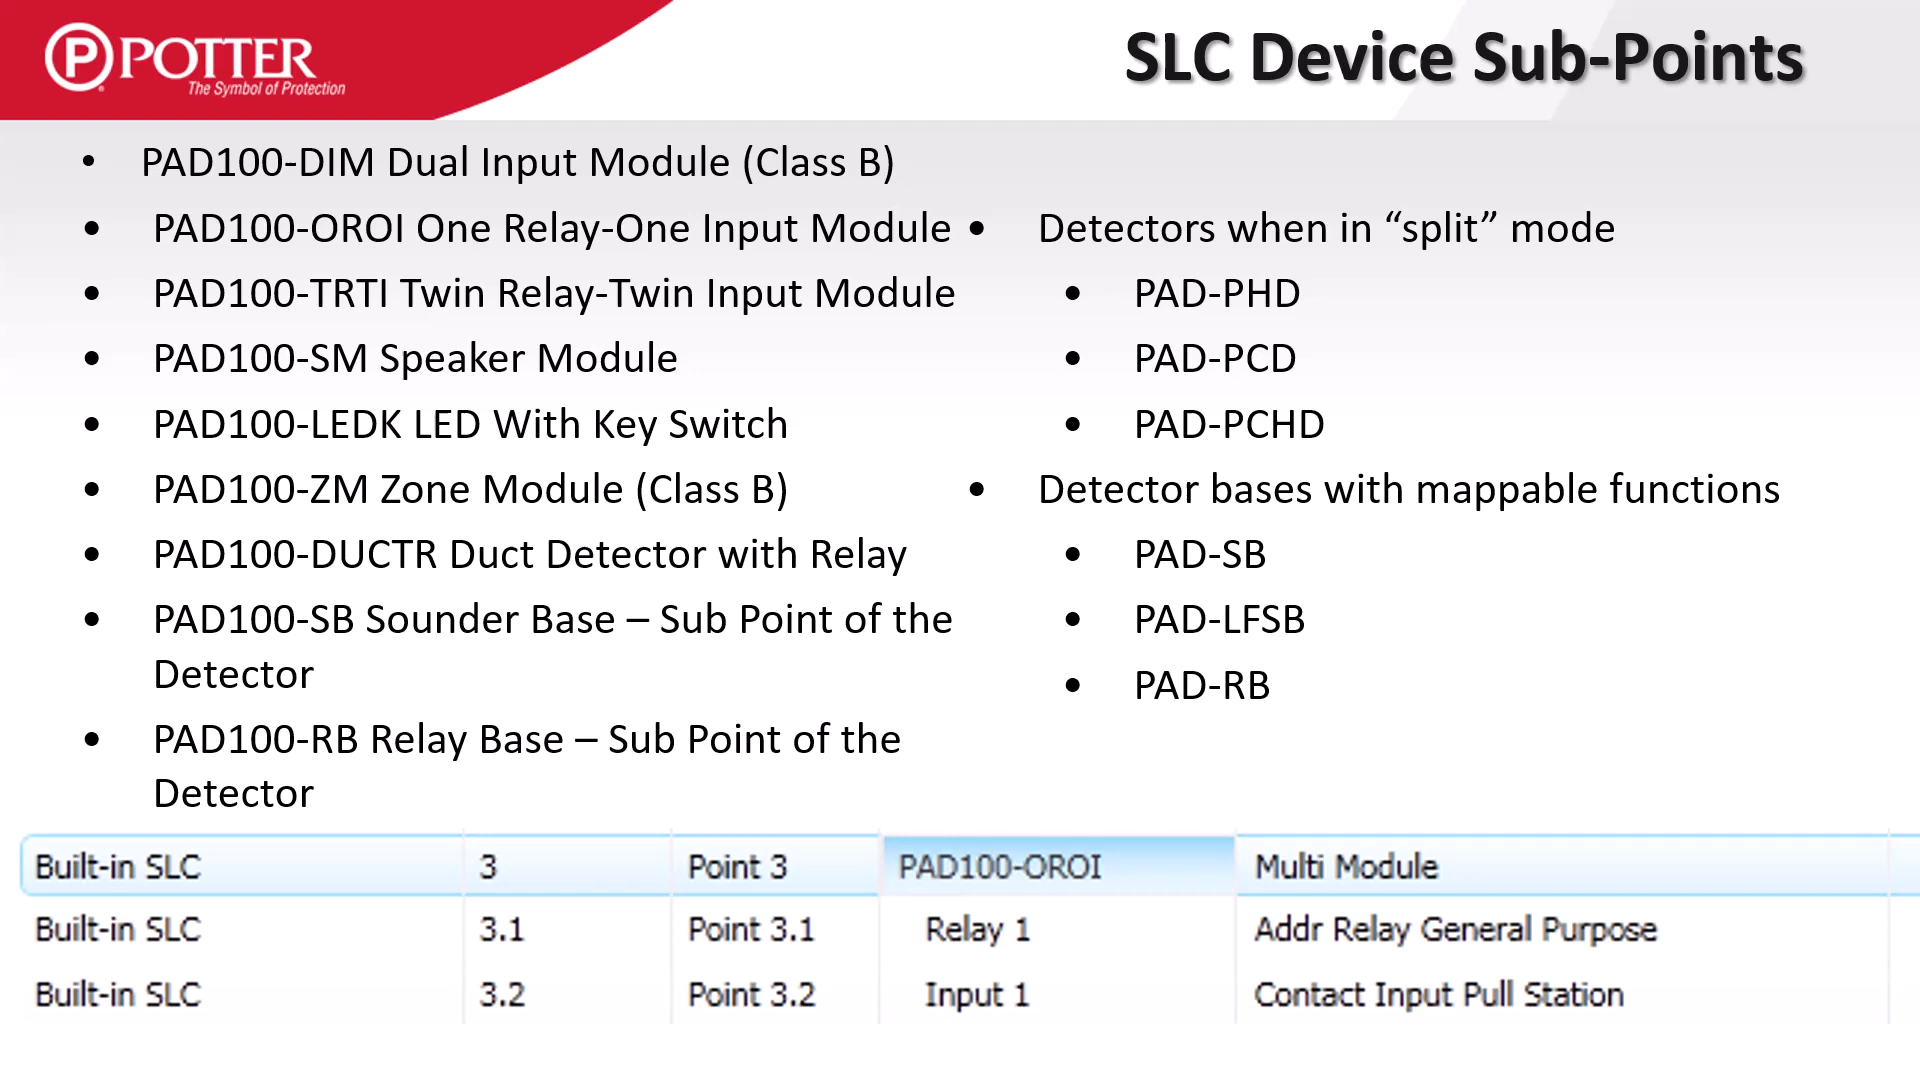 POTTER
The Symbol of Protection
SLC Device Sub-Points
• PAD100-DIM Dual Input Module (Class B)
• PAD100-OROI One Relay-One Input Module
• PAD100-TRTI Twin Relay-Twin Input Module
• PAD100-SM Speaker Module
• PAD100-LEDK LED With Key Switch
• PAD100-ZM Zone Module (Class B)
• PAD100-DUCTR Duct Detector with Relay
• PAD100-SB Sounder Base – Sub Point of the
Detector
• PAD100-RB Relay Base – Sub Point of the
Detector
• Detectors when in “split” mode
• PAD-PHD
• PAD-PCD
• PAD-PCHD
• Detector bases with mappable functions
• PAD-SB
• PAD-LFSB
• PAD-RB
Built-in SLC 3 Point 3 PAD100-OROI Multi Module
Built-in SLC 3.1 Point 3.1 Relay 1 Addr Relay General Purpose
Built-in SLC 3.2 Point 3.2 Input 1 Contact Input Pull Station